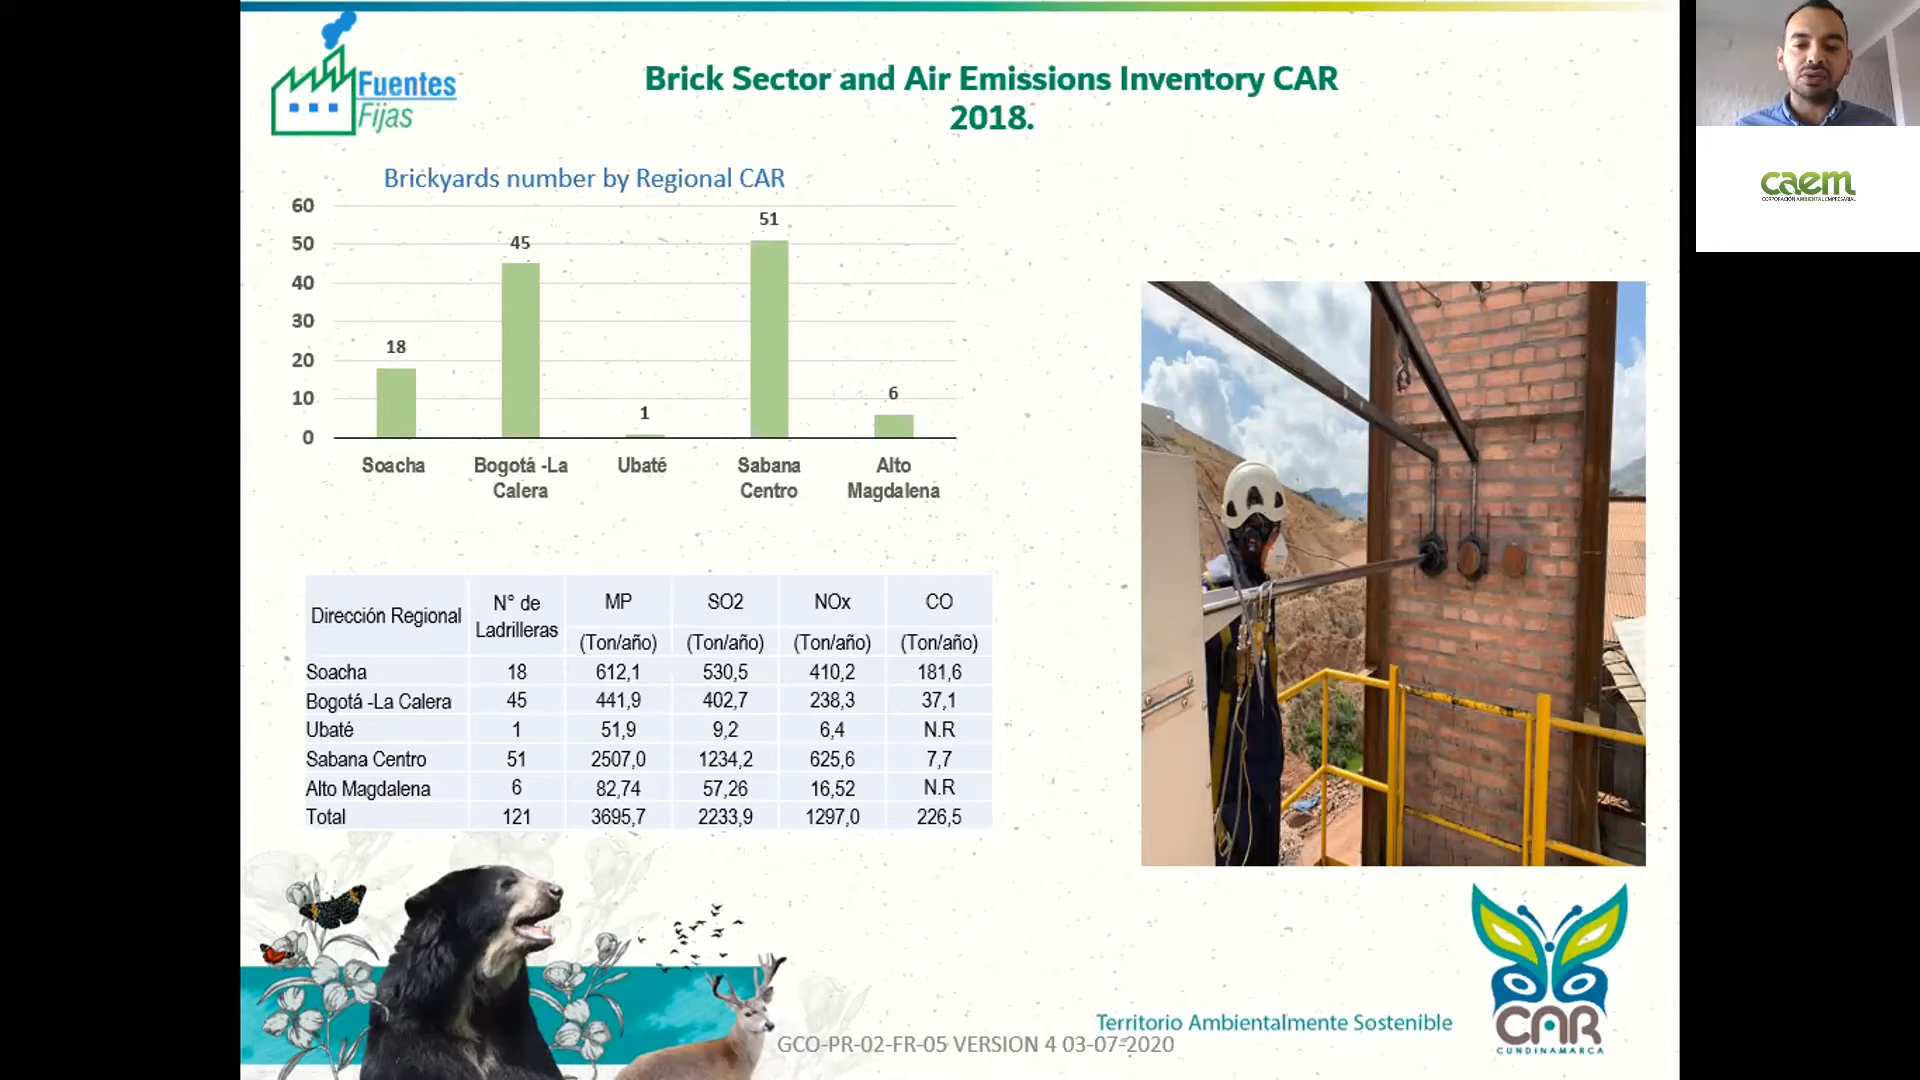 Fuentes
Fijas
Brick Sector and Air Emissions Inventory CAR
2018.
Brickyards number by Regional CAR
60
50
40
30
20
10
0
18
45
1
51
6
Soacha
Bogotá -La
Calera
Ubaté
Sabana
Centro
Alto
Magdalena
Dirección Regional N° de Ladrilleras MP (Ton/año) SO2 (Ton/año) NOx (Ton/año) CO (Ton/año)
Soacha 18 612,1 530,5 410,2 181,6
Bogotá -La Calera 45 441,9 402,7 238,3 37,1
Ubaté 1 51,9 9,2 6,4 N.R
Sabana Centro 51 2507,0 1234,2 625,6 7,7
Alto Magdalena 6 82,74 57,26 16,52 N.R
Total 121 3695,7 2233,9 1297,0 226,5
caem
CORPORACIÓN AMBIENTAL EMPRESARIAL
Territorio Ambientalmente Sostenible
GCO-PR-02-FR-05 VERSION 4 03-07-2020
CAR
CUNDINAMARCA